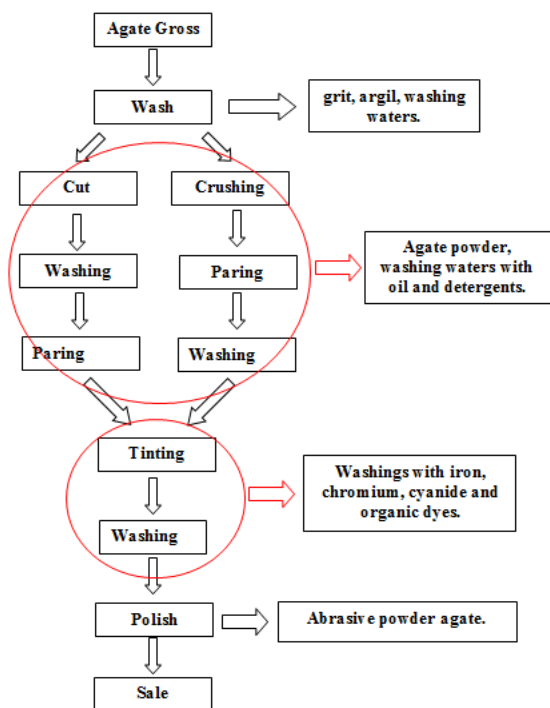 Agate Gross
Wash
grit, argil, washing
waters.
Cut
Crushing
Washing
Paring
Agate powder,
washing waters with
oil and detergents.
Paring
Washing
Tinting
Washings with iron,
chromium, cyanide and
organic dyes.
Washing
Polish
Abrasive powder agate.
Sale